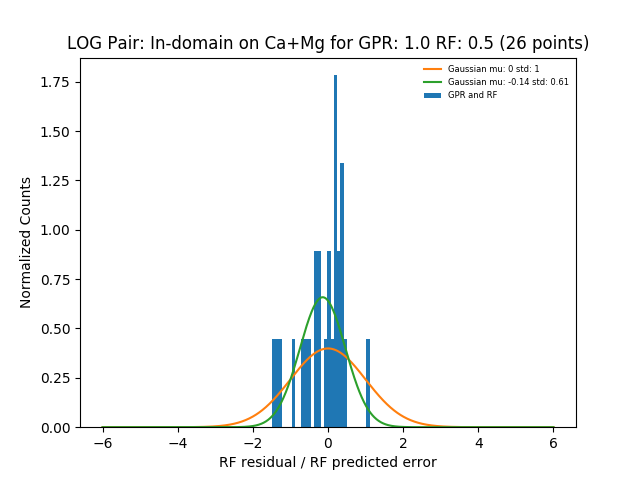 LOG Pair: In-domain on Ca+Mg for GPR: 1.0 RF: 0.5 (26 points)
Gaussian mu: 0 std: 1
Gaussian mu: -0.14 std: 0.61
GPR and RF
Normalized Counts
1.75
1.50
1.25
1.00
0.75
0.50
0.25
0.00
−6
−4
−2
0
2
4
6
RF residual / RF predicted error